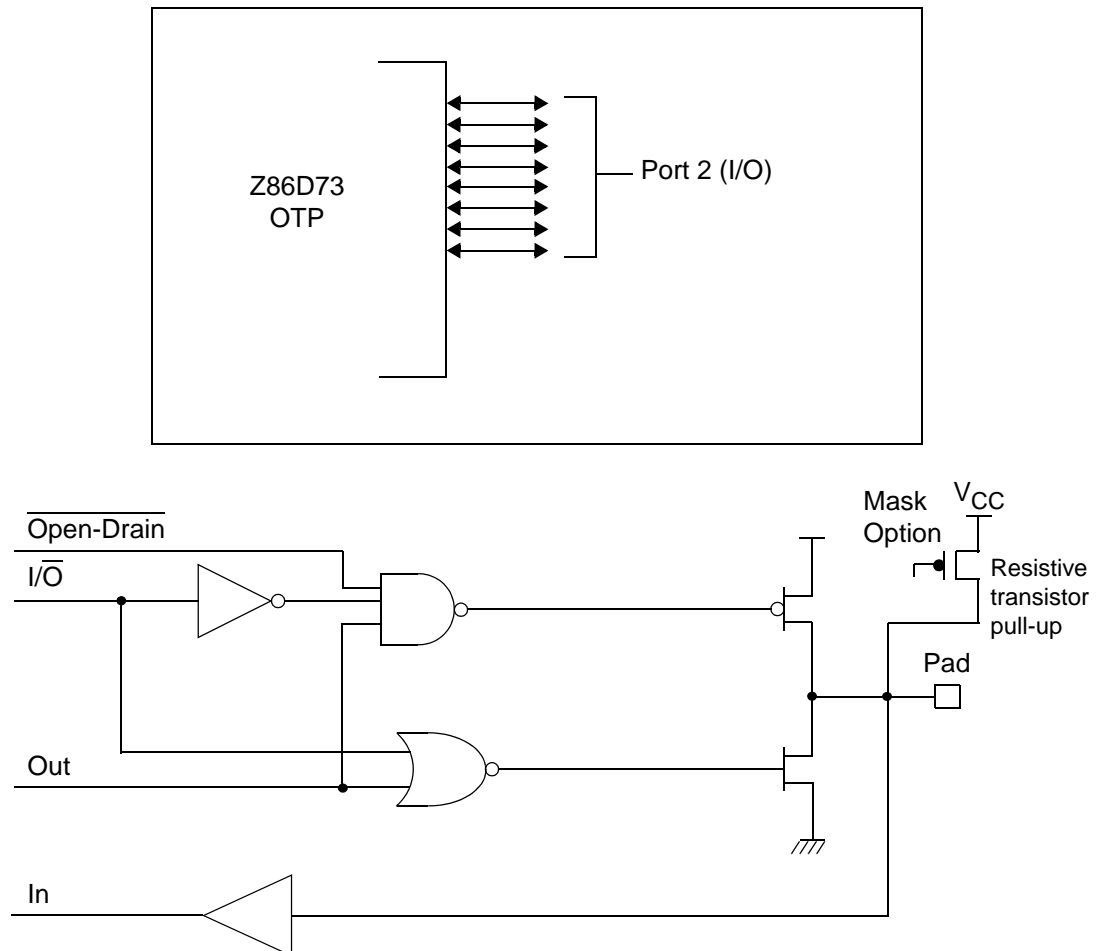 Z86D73
OTP
Port 2 (I/O)
Open-Drain
I/O
Mask
Option
VCC
Resistive
transistor
pull-up
Pad
Out
In